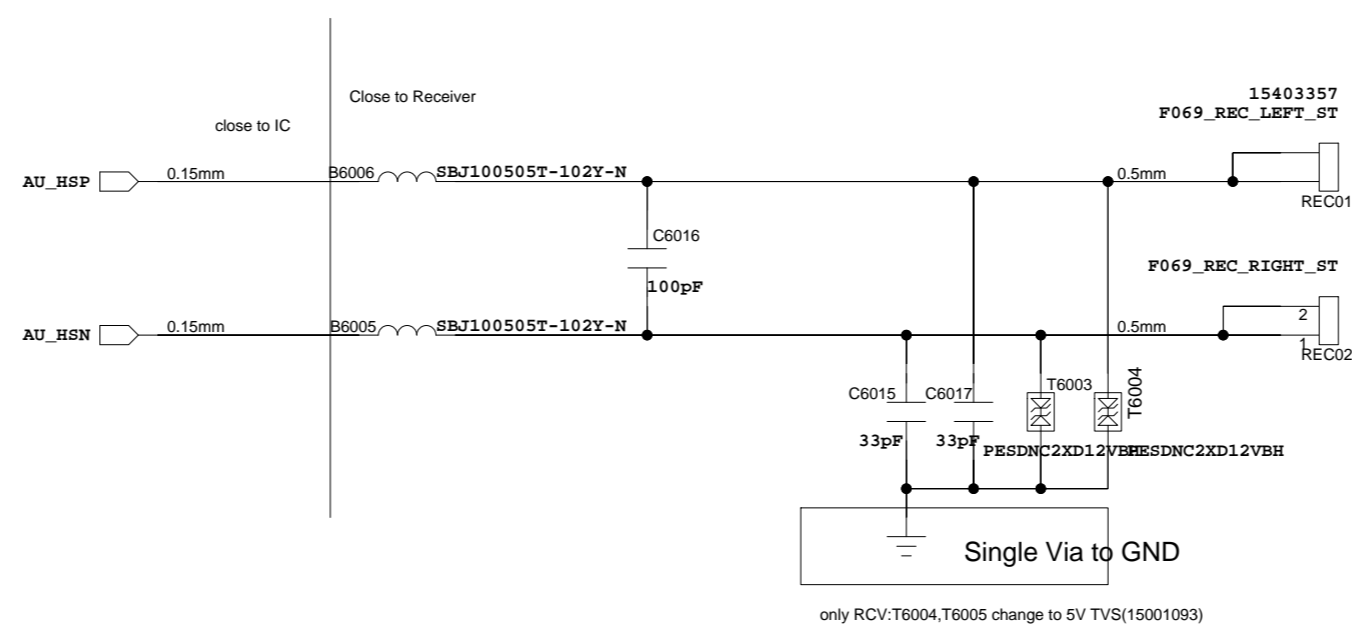 Close to Receiver
close to IC
15403357
F069_REC_LEFT_ST
AU_HSP
0.15mm
B6006
SBJ100505T-102Y-N
0.5mm
REC01
C6016
100pF
F069_REC_RIGHT_ST
AU_HSN
0.15mm
B6005
SBJ100505T-102Y-N
0.5mm
2
1
REC02
C6015
33pF
C6017
33pF
T6003
T6004
PESDNC2XD12VBH
PESDNC2XD12VBH
Single Via to GND
only RCV:T6004,T6005 change to 5V TVS(15001093)